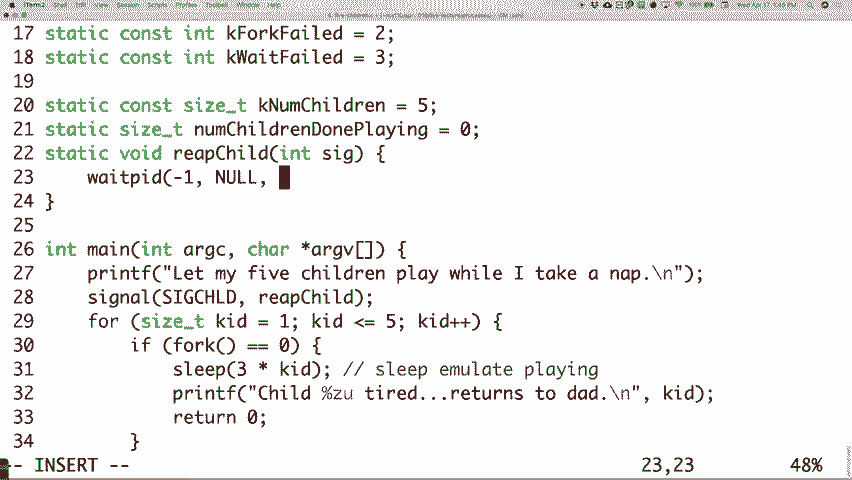 17 static const int kForkFailed = 2;
18 static const int kWaitFailed = 3;
19
20 static const size_t kNumChildren = 5;
21 static size_t numChildrenDonePlaying = 0;
22 static void reapChild(int sig) {
23     waitpid(-1, NULL,
24 }
25
26 int main(int argc, char *argv[]) {
27     printf("Let my five children play while I take a nap.\n");
28     signal(SIGCHLD, reapChild);
29     for (size_t kid = 1; kid <= 5; kid++) {
30         if (fork() == 0) {
31             sleep(3 * kid); // sleep emulate playing
32             printf("Child %zu tired...returns to dad.\n", kid);
33             return 0;
34         }
-- INSERT -- 23,23 48%